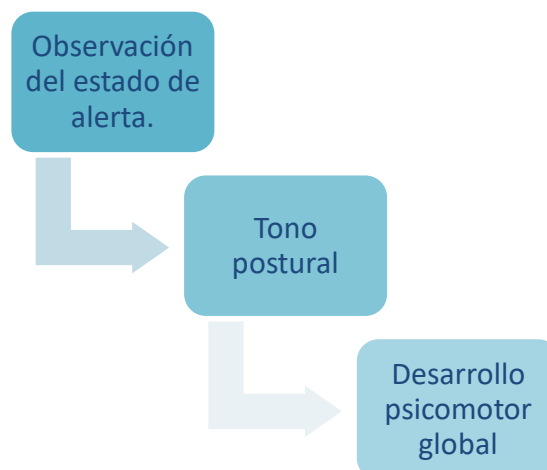 Observación
del estado de
alerta.
Tono
postural
Desarrollo
psicomotor
global